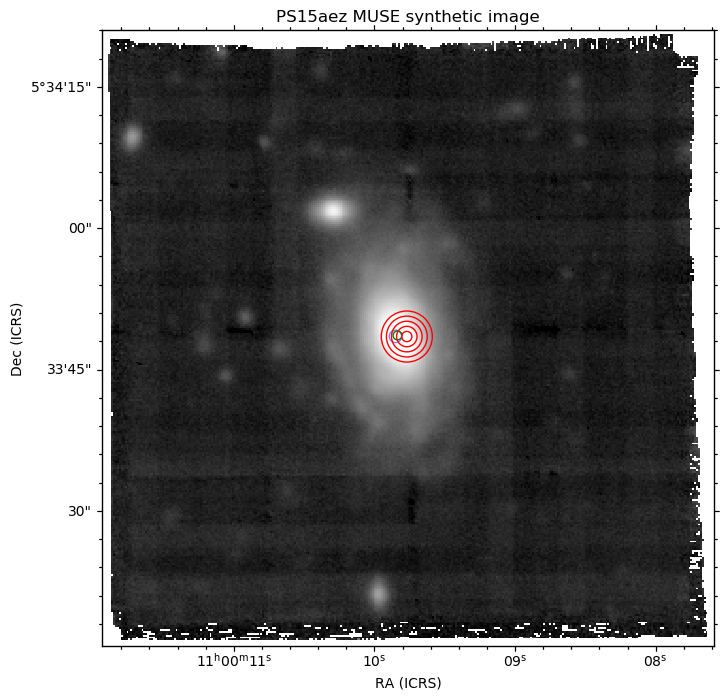 PS15aez MUSE synthetic image
5°34'15"
00"
33'45"
30"
Dec (ICRS)
11ʰ00ᵐ11ˢ 10ˢ 09ˢ 08ˢ
RA (ICRS)